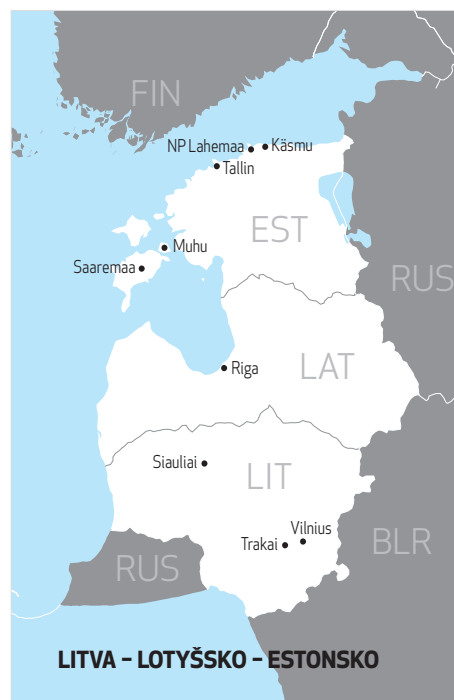 FIN
NP Lahemaa
Käsmu
Tallin
EST
Muhu
Saaremaa
RUS
Riga
LAT
Siauliai
LIT
Vilnius
Trakai
BLR
RUS
LITVA – LOTYŠSKO – ESTONSKO